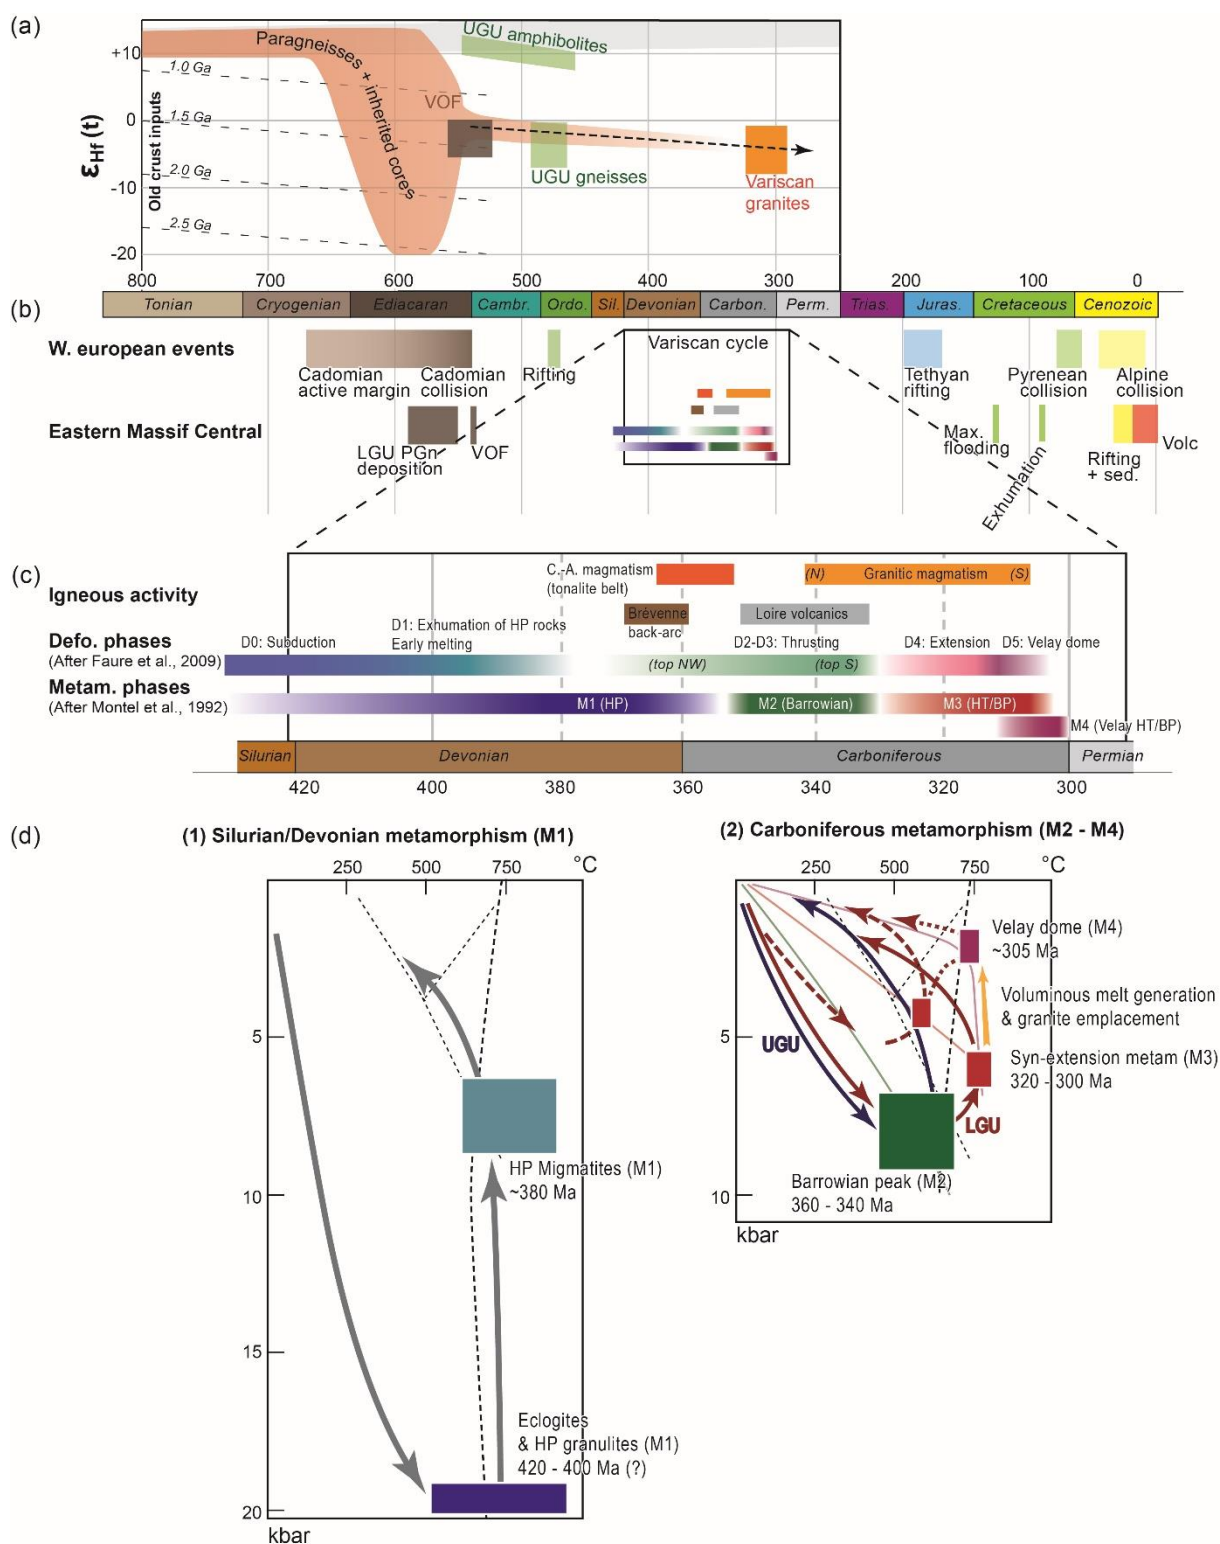 (a)
+10
0
-10
-20
εHf (t)
Old crust inputs
1.0 Ga
1.5 Ga
2.0 Ga
2.5 Ga
Paragneisses + inherited cores
UGU amphibolites
VOF
UGU gneisses
Variscan
granites
800 700 600 500 400 300 200 100 0
Tonian Cryogenian Ediacaran Cambr. Ordo. Sil. Devonian Carbon. Perm. Trias. Juras. Cretaceous Cenozoic
(b)
W. european events
Cadomian
active margin
Cadomian
collision
Rifting
Variscan cycle
Tethyan
rifting
Pyrenean
collision
Alpine
collision
Eastern Massif Central
LGU PGn
deposition
VOF
Max.
flooding
Exhumation
Rifting
+ sed.
Volc
(c)
Igneous activity
C.-A. magmatism
(tonalite belt)
(N) Granitic magmatism (S)
Brévenne
back-arc
Loire volcanics
Defo. phases
(After Faure et al., 2009)
D0: Subduction
D1: Exhumation of HP rocks
Early melting
D2-D3: Thrusting
(top NW) (top S)
D4: Extension
D5: Velay dome
Metam. phases
(After Montel et al., 1992)
M1 (HP)
M2 (Barrowian)
M3 (HT/BP)
M4 (Velay HT/BP)
Silurian Devonian Carboniferous Permian
420 400 380 360 340 320 300
(d)
(1) Silurian/Devonian metamorphism (M1)
250 500 750 °C
5
10
15
20
kbar
HP Migmatites (M1)
~380 Ma
Eclogites
& HP granulites (M1)
420 - 400 Ma (?)
(2) Carboniferous metamorphism (M2 - M4)
250 500 750 °C
5
10
kbar
UGU
LGU
Velay dome (M4)
~305 Ma
Voluminous melt generation
& granite emplacement
Syn-extension metam (M3)
320 - 300 Ma
Barrowian peak (M2)
360 - 340 Ma